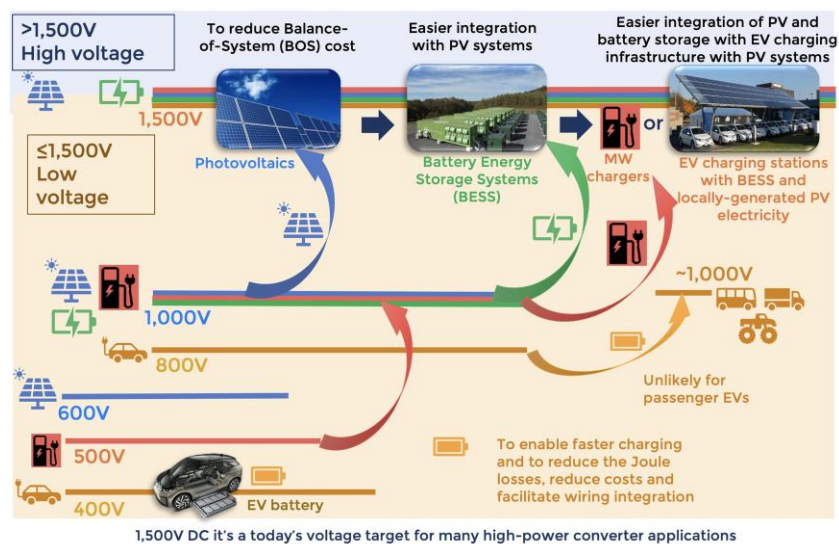 >1,500V
High voltage
To reduce Balance-
of-System (BOS) cost
Easier integration
with PV systems
Easier integration of PV and
battery storage with EV charging
infrastructure with PV systems
1,500V
or
≤1,500V
Low
voltage
Photovoltaics
Battery Energy
Storage Systems
(BESS)
MW
chargers
EV charging stations
with BESS and
locally-generated PV
electricity
1,000V
~1,000V
800V
Unlikely for
passenger EVs
600V
500V
To enable faster charging
and to reduce the Joule
losses, reduce costs and
facilitate wiring integration
400V
EV battery
1,500V DC it's a today's voltage target for many high-power converter applications